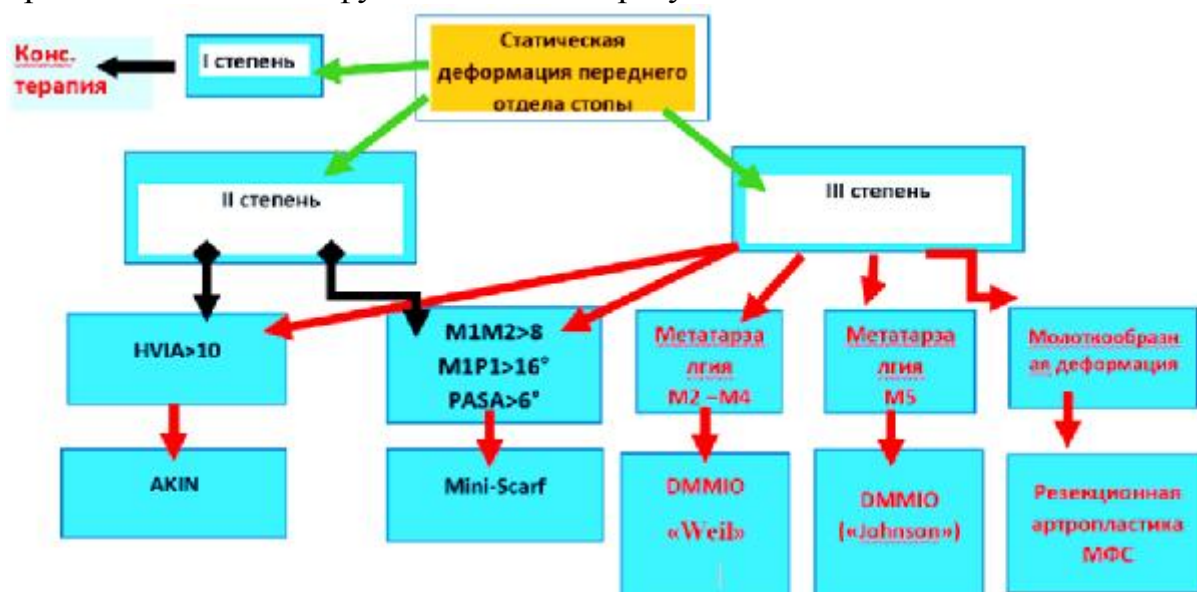 Статическая
деформация переднего
отдела стопы
I степень
Конс.
терапия
II степень
III степень
HVIA>10
M1M2>8
M1P1>16°
PASA>6°
Метатарза
лгия
M2 –M4
Метатарза
лгия
M5
Молоткообразн
ая деформация
AKIN
Mini-Scarf
DMMIO
«Weil»
DMMIO
(«Johnson»)
Резекционная
артропластика
МФС